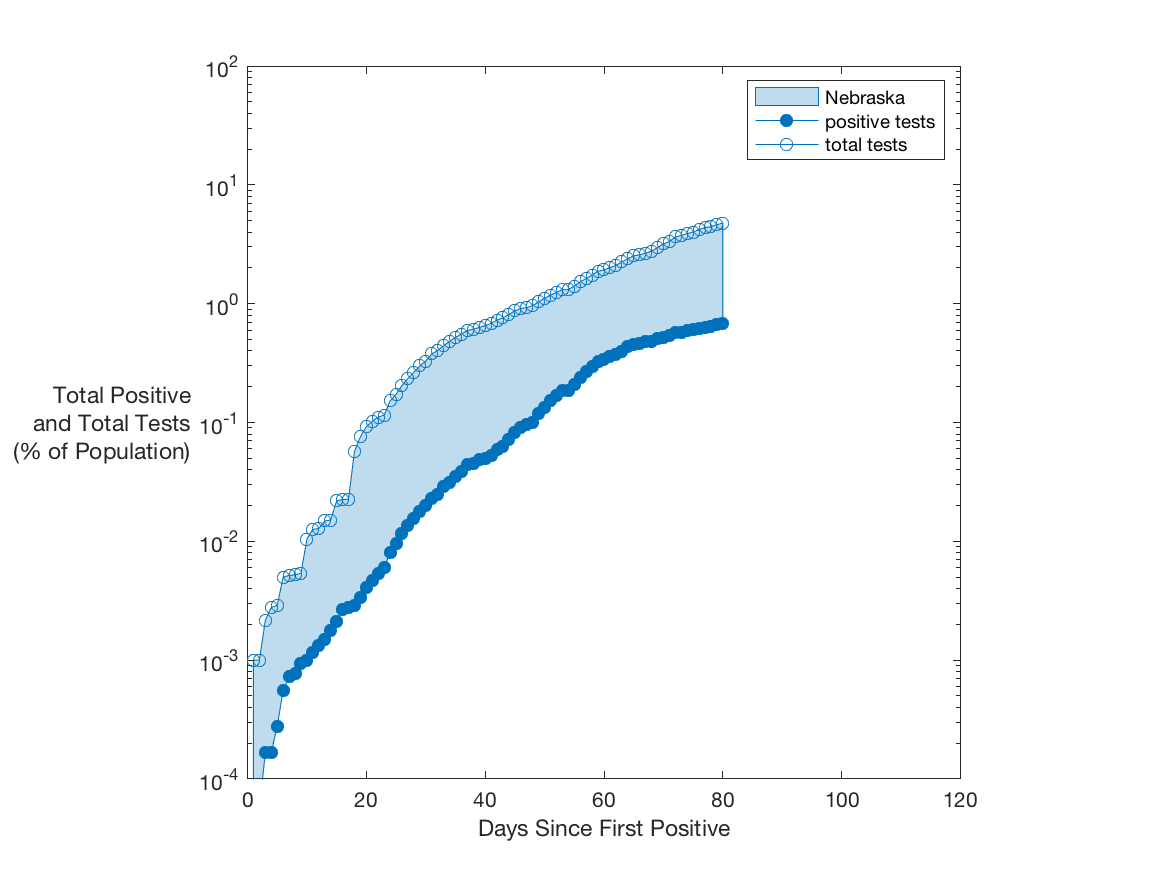 10^2
10^1
10^0
10^-1
10^-2
10^-3
10^-4
Total Positive
and Total Tests
(% of Population)
0 20 40 60 80 100 120
Days Since First Positive
Nebraska
positive tests
total tests